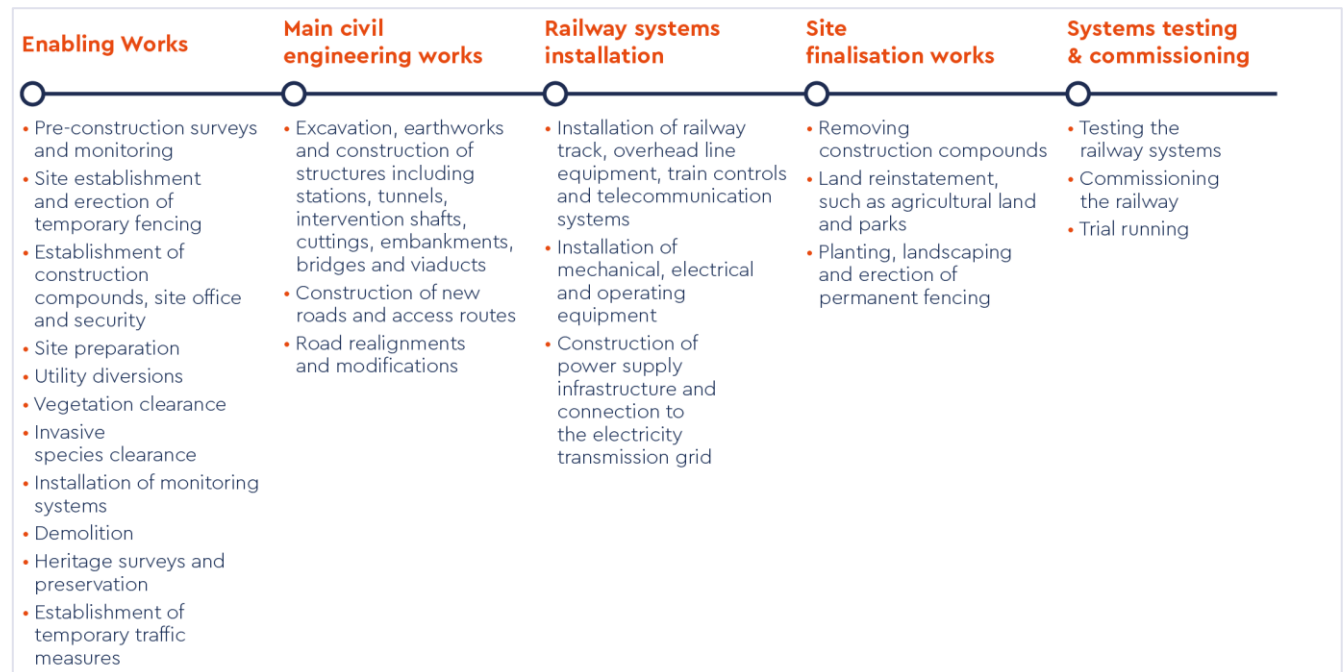 Enabling Works
• Pre-construction surveys
and monitoring
• Site establishment
and erection of
temporary fencing
• Establishment of
construction
compounds, site office
and security
• Site preparation
• Utility diversions
• Vegetation clearance
• Invasive
species clearance
• Installation of monitoring
systems
• Demolition
• Heritage surveys and
preservation
• Establishment of
temporary traffic
measures
Main civil
engineering works
• Excavation, earthworks
and construction of
structures including
stations, tunnels,
intervention shafts,
cuttings, embankments,
bridges and viaducts
• Construction of new
roads and access routes
• Road realignments
and modifications
Railway systems
installation
• Installation of railway
track, overhead line
equipment, train controls
and telecommunication
systems
• Installation of
mechanical, electrical
and operating
equipment
• Construction of
power supply
infrastructure and
connection to
the electricity
transmission grid
Site
finalisation works
• Removing
construction compounds
• Land reinstatement,
such as agricultural land
and parks
• Planting, landscaping
and erection of
permanent fencing
Systems testing
& commissioning
• Testing the
railway systems
• Commissioning
the railway
• Trial running